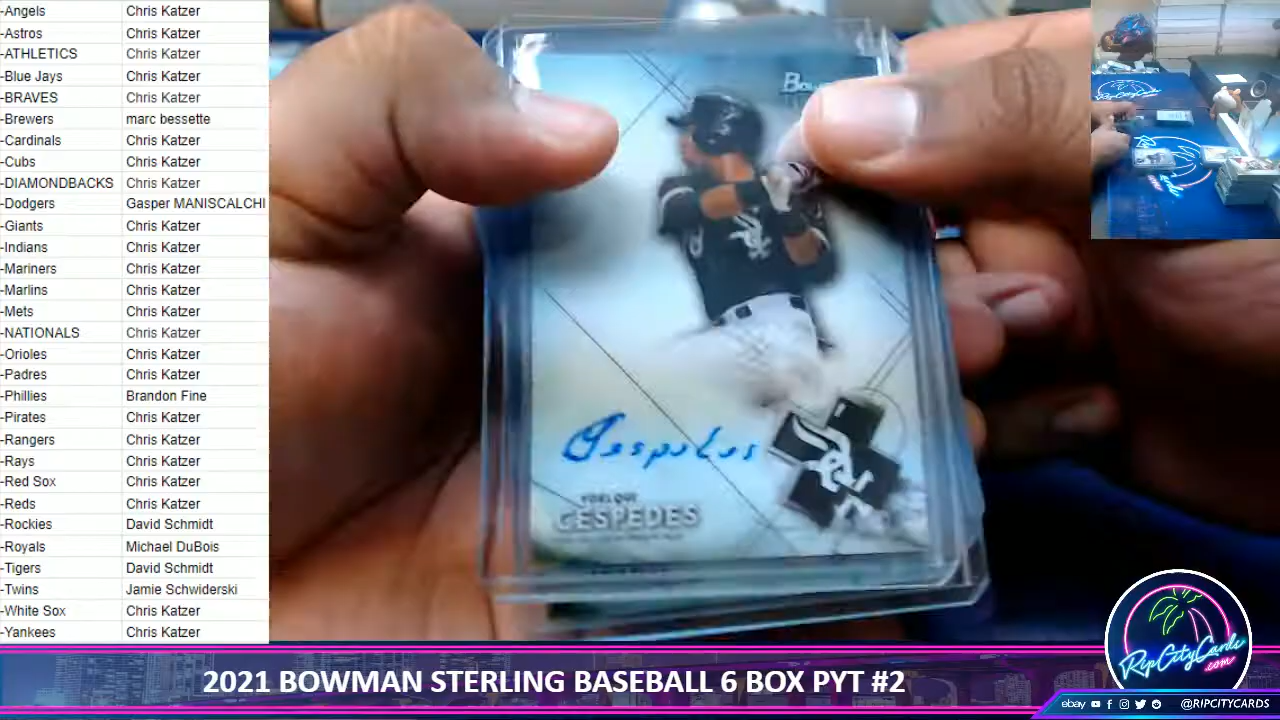 -Angels Chris Katzer
-Astros Chris Katzer
-ATHLETICS Chris Katzer
-Blue Jays Chris Katzer
-BRAVES Chris Katzer
-Brewers marc bessette
-Cardinals Chris Katzer
-Cubs Chris Katzer
-DIAMONDBACKS Chris Katzer
-Dodgers Gasper MANISCALCHI
-Giants Chris Katzer
-Indians Chris Katzer
-Mariners Chris Katzer
-Marlins Chris Katzer
-Mets Chris Katzer
-NATIONALS Chris Katzer
-Orioles Chris Katzer
-Padres Chris Katzer
-Phillies Brandon Fine
-Pirates Chris Katzer
-Rangers Chris Katzer
-Rays Chris Katzer
-Red Sox Chris Katzer
-Reds Chris Katzer
-Rockies David Schmidt
-Royals Michael DuBois
-Tigers David Schmidt
-Twins Jamie Schwiderski
-White Sox Chris Katzer
-Yankees Chris Katzer
Bow
YOELQUI
CESPEDES
RipCityCards
.com
2021 BOWMAN STERLING BASEBALL 6 BOX PYT #2
ebay @RIPCITYCARDS